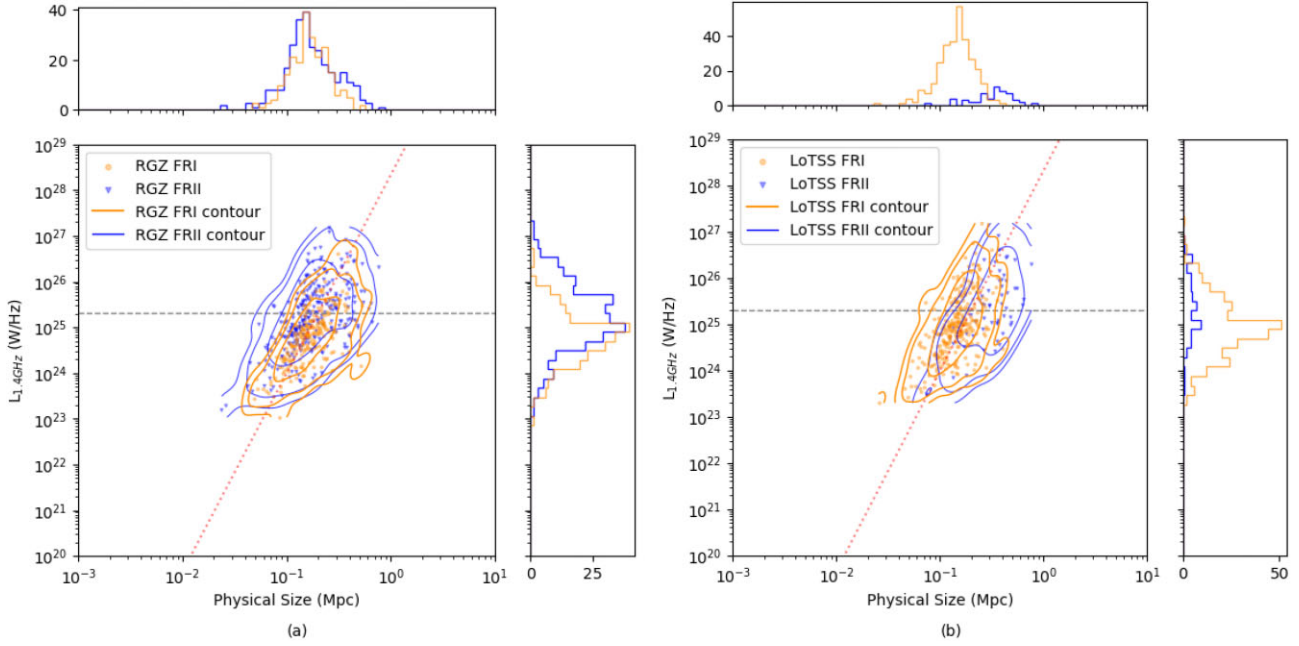 40
20
0
10^29
10^28
10^27
10^26
10^25
10^24
10^23
10^22
10^21
10^20
L_1.4GHz (W/Hz)
RGZ FRI
RGZ FRII
RGZ FRI contour
RGZ FRII contour
10^-3 10^-2 10^-1 10^0 10^1
Physical Size (Mpc)
0 25
(a)
50
25
0
10^29
10^28
10^27
10^26
10^25
10^24
10^23
10^22
10^21
10^20
L_1.4GHz (W/Hz)
LoTSS FRI
LoTSS FRII
LoTSS FRI contour
LoTSS FRII contour
10^-3 10^-2 10^-1 10^0 10^1
Physical Size (Mpc)
0 50
(b)